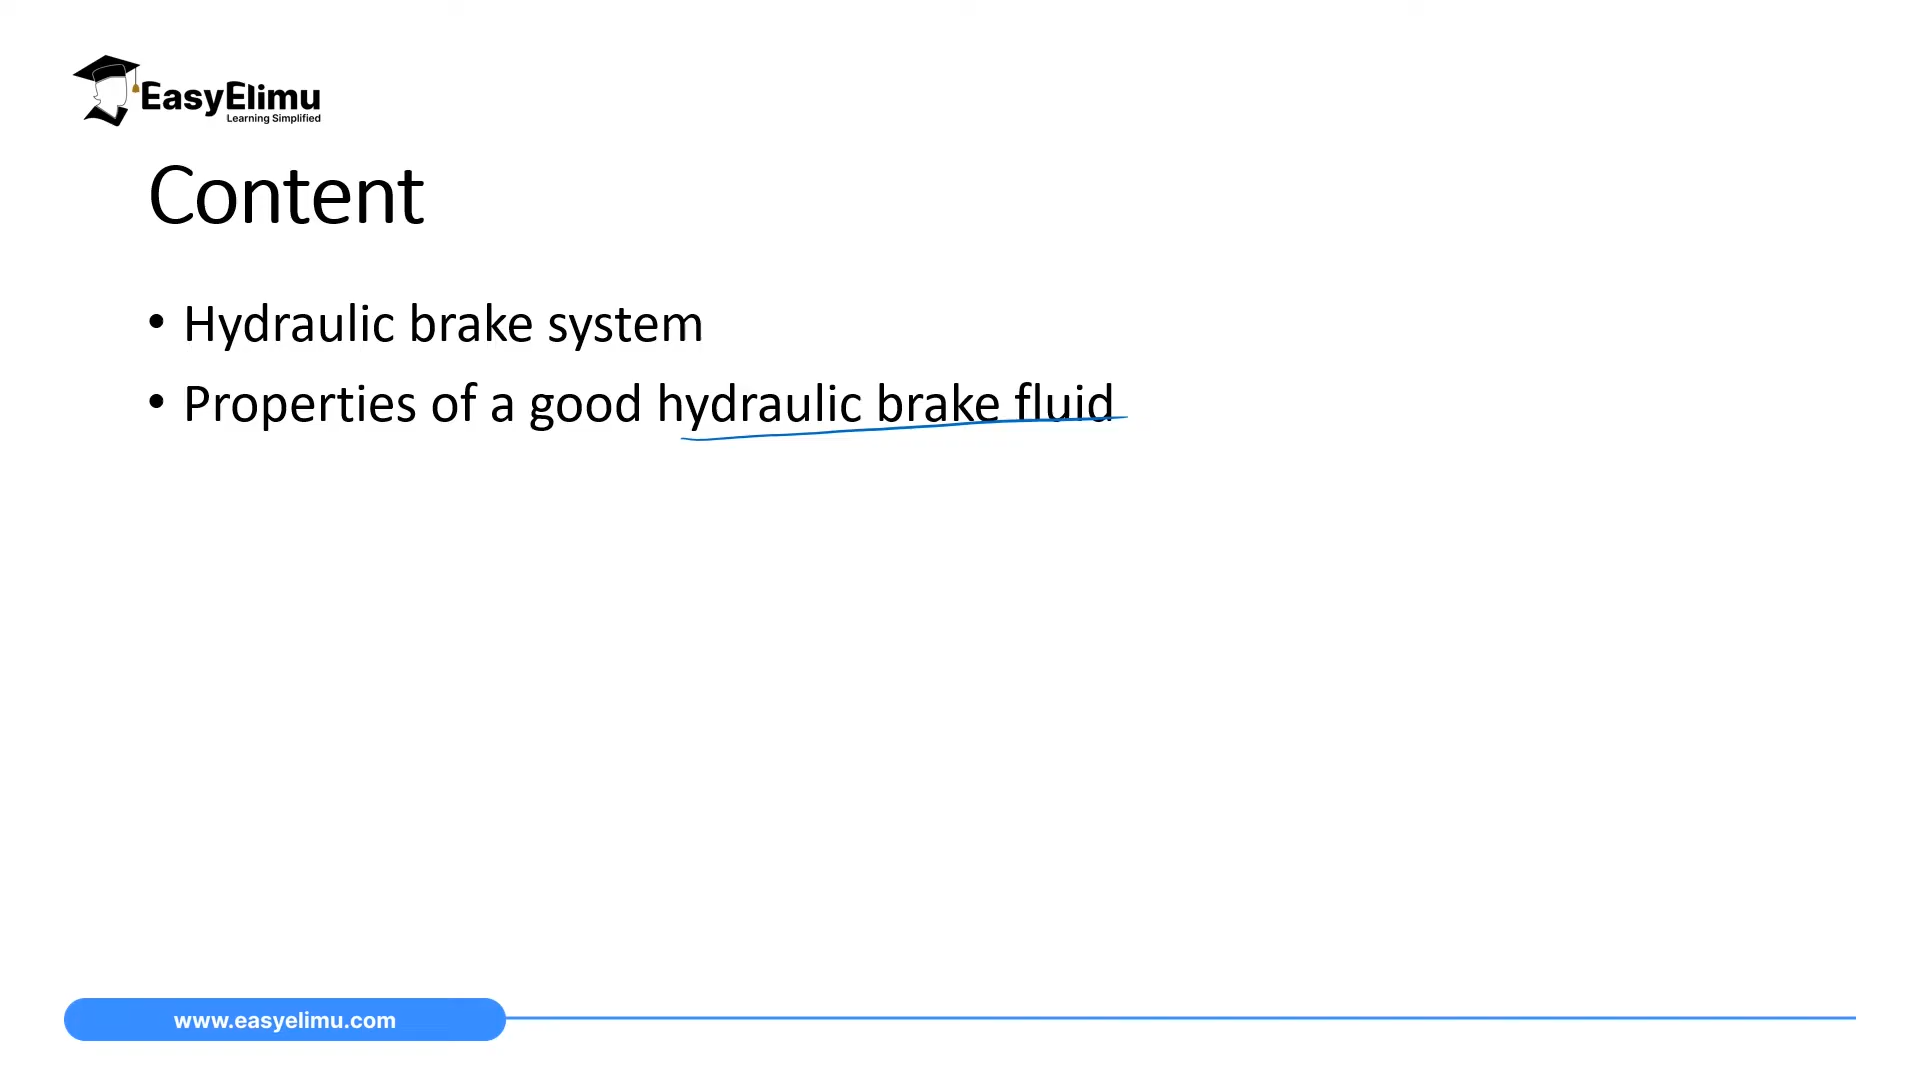 EasyElimu
Learning Simplified
Content
• Hydraulic brake system
• Properties of a good hydraulic brake fluid
www.easyelimu.com